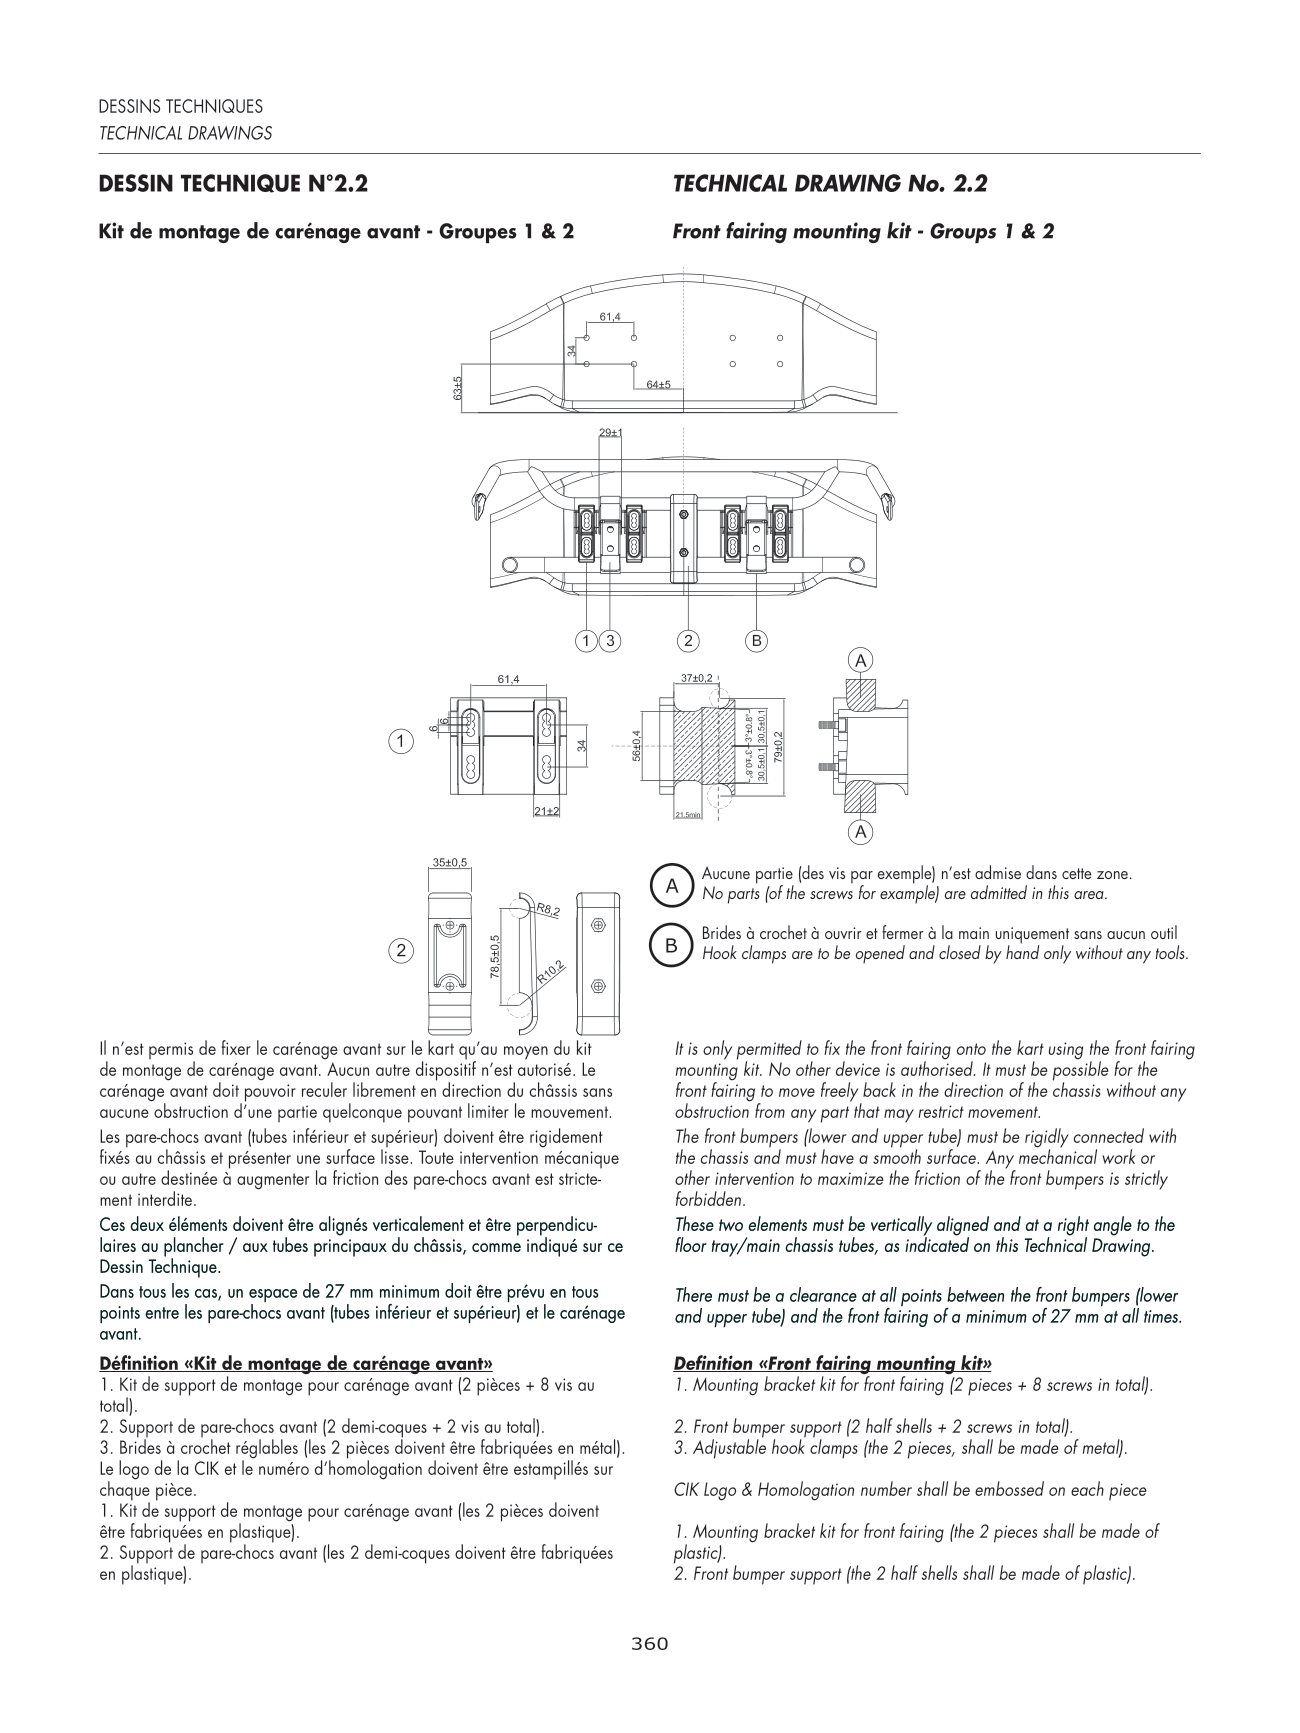 DESSINS TECHNIQUES
TECHNICAL DRAWINGS
DESSIN TECHNIQUE N°2.2
TECHNICAL DRAWING No. 2.2
Kit de montage de carénage avant - Groupes 1 & 2
Front fairing mounting kit - Groups 1 & 2
61,4
34
63±5
64±5
29±1
1
3
2
B
1
61,4
6
6
34
21±2
37±0,2
56±0,4
3°±0.8°
3°±0.8°
30,5±0,1
30,5±0,1
79±0,2
21.5min
A
A
2
35±0,5
78,5±0,5
R8,2
R10,2
A
Aucune partie (des vis par exemple) n’est admise dans cette zone.
No parts (of the screws for example) are admitted in this area.
B
Brides à crochet à ouvrir et fermer à la main uniquement sans aucun outil
Hook clamps are to be opened and closed by hand only without any tools.
Il n’est permis de fixer le carénage avant sur le kart qu’au moyen du kit
de montage de carénage avant. Aucun autre dispositif n’est autorisé. Le
carénage avant doit pouvoir reculer librement en direction du châssis sans
aucune obstruction d’une partie quelconque pouvant limiter le mouvement.
Les pare-chocs avant (tubes inférieur et supérieur) doivent être rigidement
fixés au châssis et présenter une surface lisse. Toute intervention mécanique
ou autre destinée à augmenter la friction des pare-chocs avant est stricte-
ment interdite.
Ces deux éléments doivent être alignés verticalement et être perpendicu-
laires au plancher / aux tubes principaux du châssis, comme indiqué sur ce
Dessin Technique.
Dans tous les cas, un espace de 27 mm minimum doit être prévu en tous
points entre les pare-chocs avant (tubes inférieur et supérieur) et le carénage
avant.
Définition «Kit de montage de carénage avant»
1. Kit de support de montage pour carénage avant (2 pièces + 8 vis au
total).
2. Support de pare-chocs avant (2 demi-coques + 2 vis au total).
3. Brides à crochet réglables (les 2 pièces doivent être fabriquées en métal).
Le logo de la CIK et le numéro d’homologation doivent être estampillés sur
chaque pièce.
1. Kit de support de montage pour carénage avant (les 2 pièces doivent
être fabriquées en plastique).
2. Support de pare-chocs avant (les 2 demi-coques doivent être fabriquées
en plastique).
It is only permitted to fix the front fairing onto the kart using the front fairing
mounting kit. No other device is authorised. It must be possible for the
front fairing to move freely back in the direction of the chassis without any
obstruction from any part that may restrict movement.
The front bumpers (lower and upper tube) must be rigidly connected with
the chassis and must have a smooth surface. Any mechanical work or
other intervention to maximize the friction of the front bumpers is strictly
forbidden.
These two elements must be vertically aligned and at a right angle to the
floor tray/main chassis tubes, as indicated on this Technical Drawing.
There must be a clearance at all points between the front bumpers (lower
and upper tube) and the front fairing of a minimum of 27 mm at all times.
Definition «Front fairing mounting kit»
1. Mounting bracket kit for front fairing (2 pieces + 8 screws in total).
2. Front bumper support (2 half shells + 2 screws in total).
3. Adjustable hook clamps (the 2 pieces, shall be made of metal).
CIK Logo & Homologation number shall be embossed on each piece
1. Mounting bracket kit for front fairing (the 2 pieces shall be made of
plastic).
2. Front bumper support (the 2 half shells shall be made of plastic).
360